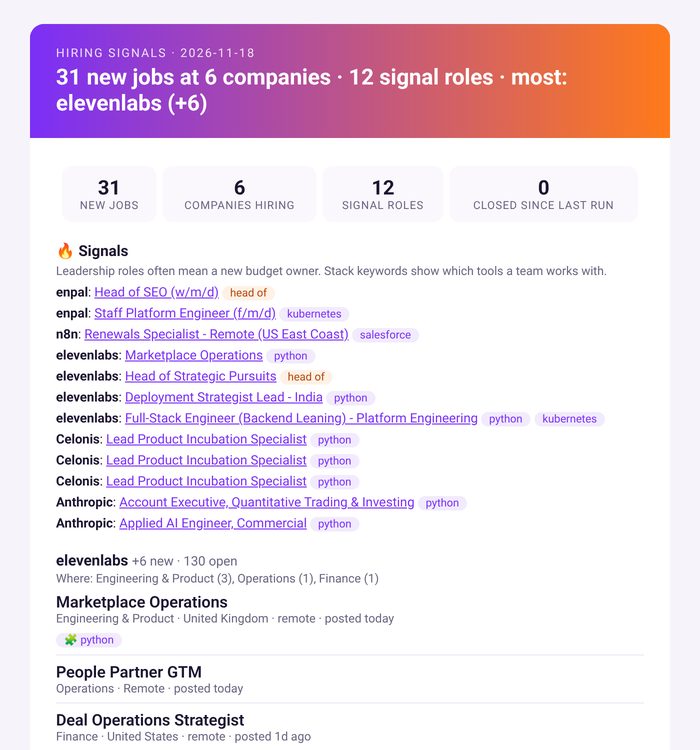 HIRING SIGNALS · 2026-11-18
31 new jobs at 6 companies · 12 signal roles · most:
elevenlabs (+6)
31
NEW JOBS
6
COMPANIES HIRING
12
SIGNAL ROLES
0
CLOSED SINCE LAST RUN
🔥 Signals
Leadership roles often mean a new budget owner. Stack keywords show which tools a team works with.
enpal: Head of SEO (w/m/d) head of
enpal: Staff Platform Engineer (f/m/d) kubernetes
n8n: Renewals Specialist - Remote (US East Coast) salesforce
elevenlabs: Marketplace Operations python
elevenlabs: Head of Strategic Pursuits head of
elevenlabs: Deployment Strategist Lead - India python
elevenlabs: Full-Stack Engineer (Backend Leaning) - Platform Engineering python kubernetes
Celonis: Lead Product Incubation Specialist python
Celonis: Lead Product Incubation Specialist python
Celonis: Lead Product Incubation Specialist python
Anthropic: Account Executive, Quantitative Trading & Investing python
Anthropic: Applied AI Engineer, Commercial python
elevenlabs +6 new · 130 open
Where: Engineering & Product (3), Operations (1), Finance (1)
Marketplace Operations
Engineering & Product · United Kingdom · remote · posted today
🧩 python
People Partner GTM
Operations · Remote · posted today
Deal Operations Strategist
Finance · United States · remote · posted 1d ago